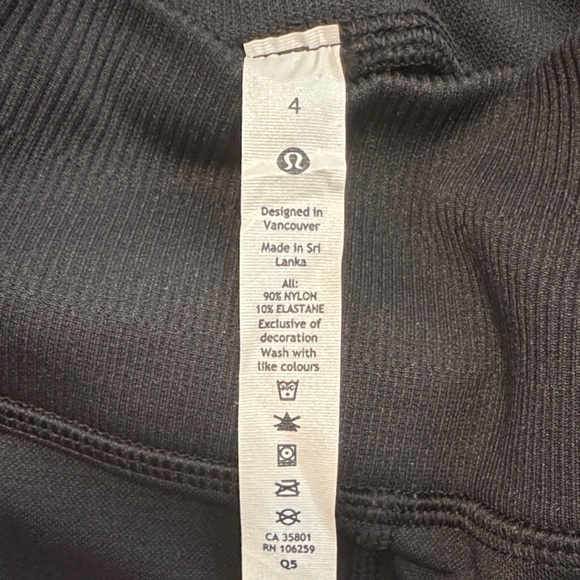 4
Designed in
Vancouver
Made in Sri
Lanka
All:
90% NYLON
10% ELASTANE
Exclusive of
decoration
Wash with
like colours
CA 35801
RN 106259
Q5